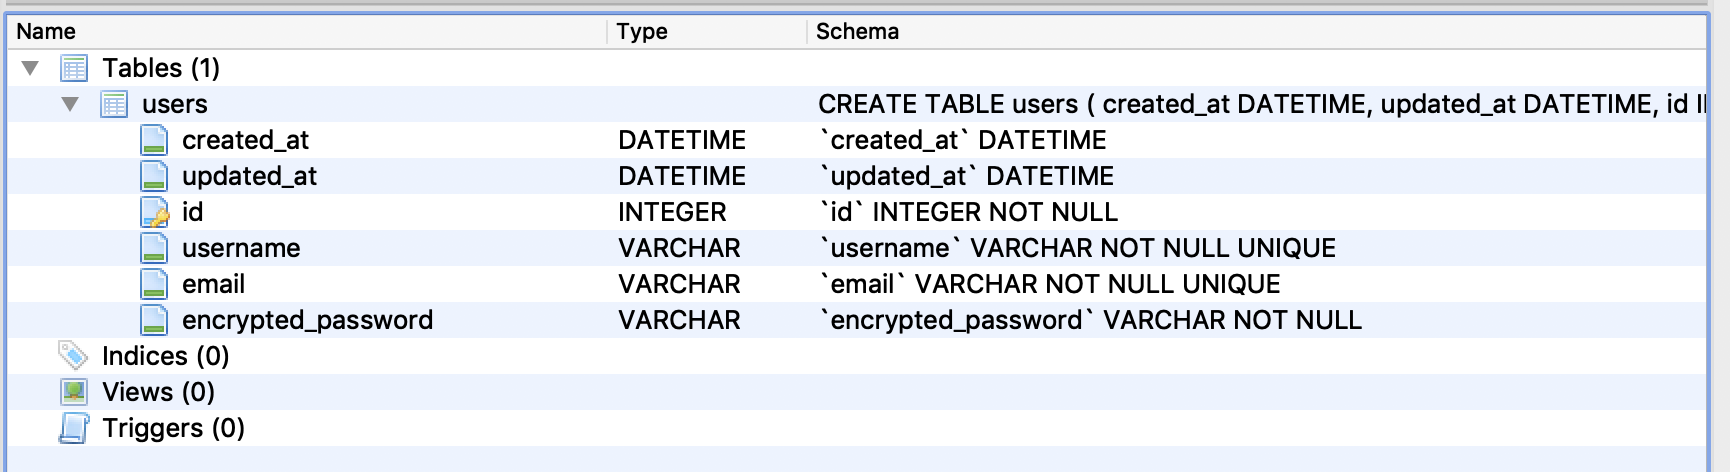 Name Type Schema
Tables (1)
users CREATE TABLE users ( created_at DATETIME, updated_at DATETIME, id
created_at DATETIME `created_at` DATETIME
updated_at DATETIME `updated_at` DATETIME
id INTEGER `id` INTEGER NOT NULL
username VARCHAR `username` VARCHAR NOT NULL UNIQUE
email VARCHAR `email` VARCHAR NOT NULL UNIQUE
encrypted_password VARCHAR `encrypted_password` VARCHAR NOT NULL
Indices (0)
Views (0)
Triggers (0)